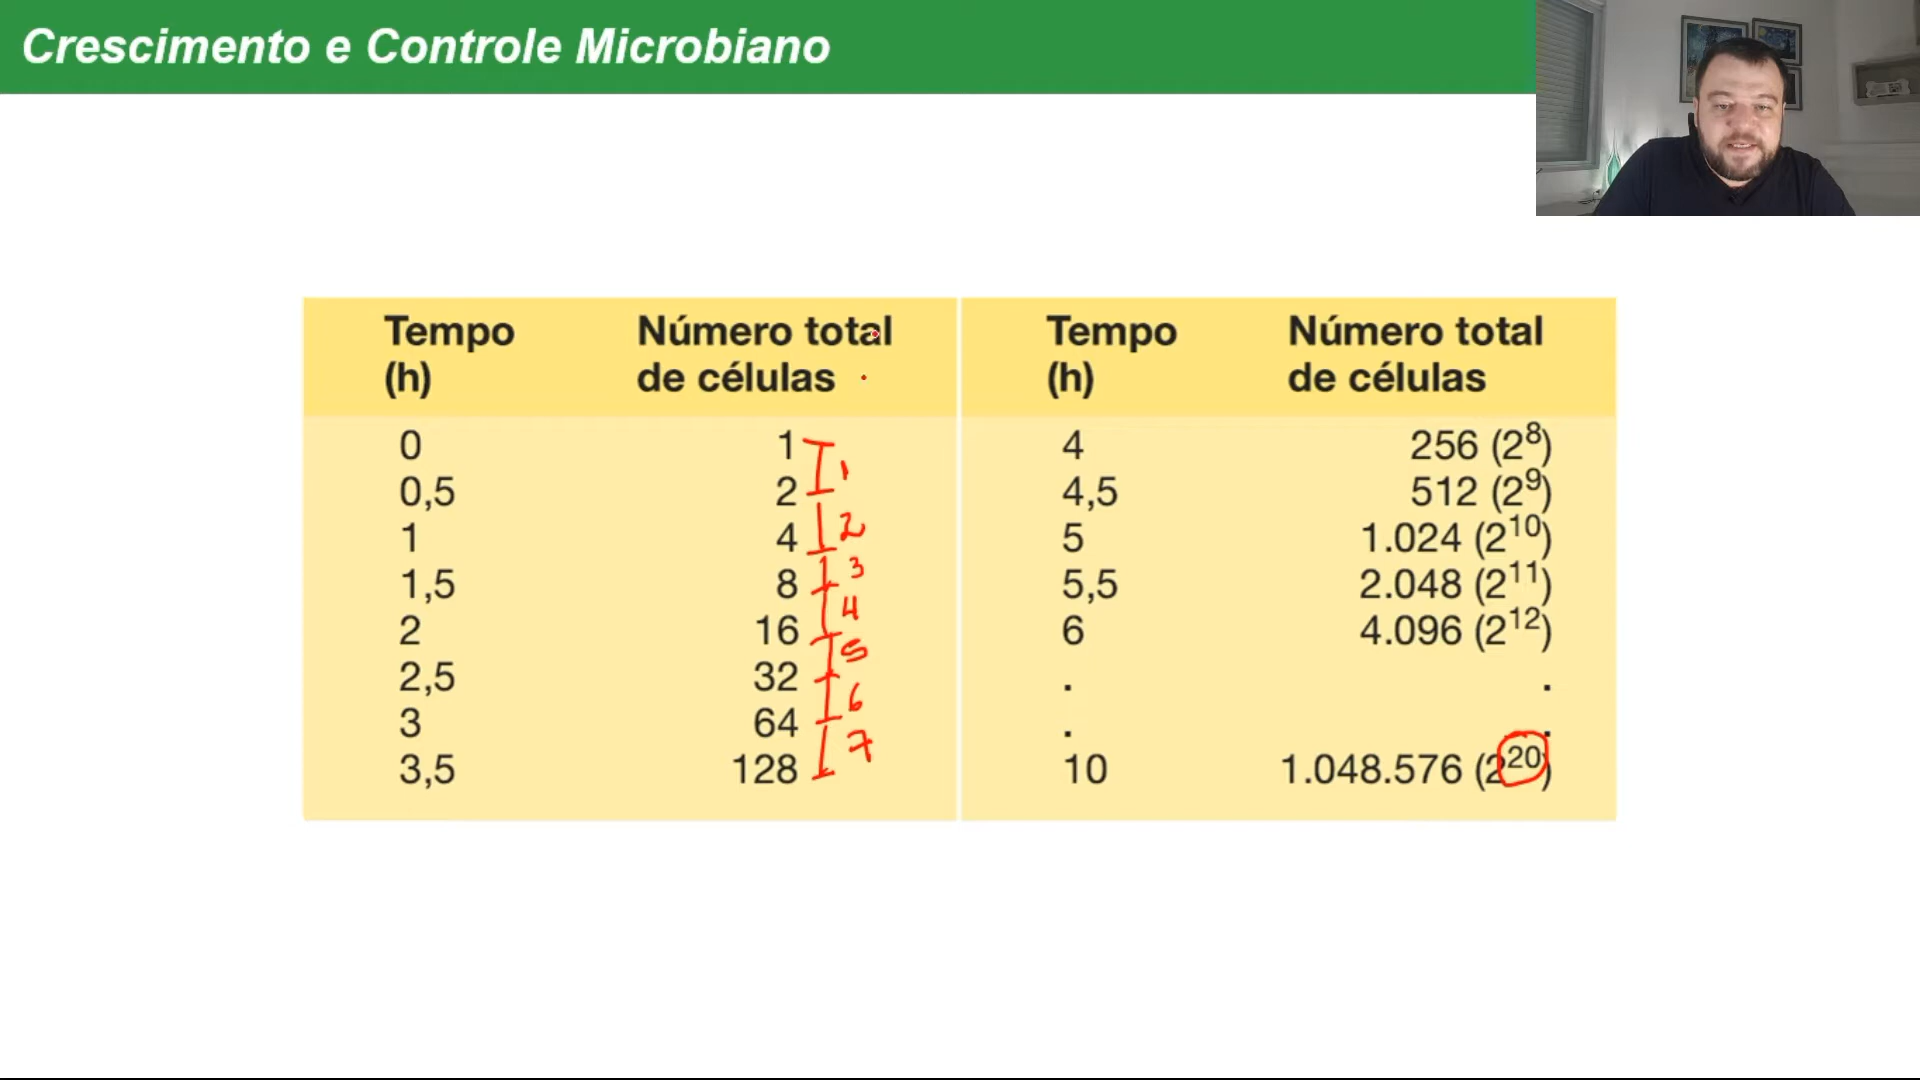 Crescimento e Controle Microbiano
Tempo (h) Número total de células Tempo (h) Número total de células
0 1 4 256 (2⁸)
1
0,5 2 4,5 512 (2⁹)
2
1 4 5 1.024 (2¹⁰)
3
1,5 8 5,5 2.048 (2¹¹)
4
2 16 6 4.096 (2¹²)
5
2,5 32 . .
6
3 64 . .
7
3,5 128 10 1.048.576 (2²⁰)